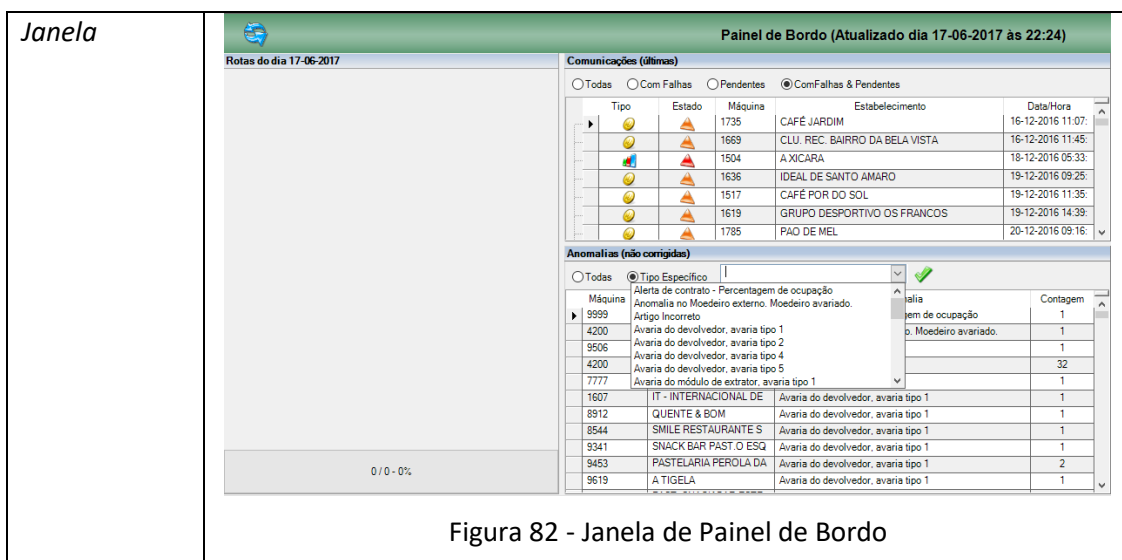 Janela
Painel de Bordo (Atualizado dia 17-06-2017 às 22:24)
Rotas do dia 17-06-2017
0 / 0 - 0%
Comunicações (últimas)
Todas Com Falhas Pendentes ComFalhas & Pendentes
Tipo Estado Máquina Estabelecimento Data/Hora
1735 CAFÉ JARDIM 16-12-2016 11:07:
1669 CLU. REC. BAIRRO DA BELA VISTA 16-12-2016 11:45:
1504 A XICARA 18-12-2016 05:33:
1636 IDEAL DE SANTO AMARO 19-12-2016 09:25:
1517 CAFÉ POR DO SOL 19-12-2016 11:35:
1619 GRUPO DESPORTIVO OS FRANCOS 19-12-2016 14:39:
1785 PAO DE MEL 20-12-2016 09:16:
Anomalias (não corrigidas)
Todas Tipo Específico
Alerta de contrato - Percentagem de ocupação
Anomalia no Moedeiro externo. Moedeiro avariado.
Artigo Incorreto
Avaria do devolvedor, avaria tipo 1
Avaria do devolvedor, avaria tipo 2
Avaria do devolvedor, avaria tipo 4
Avaria do devolvedor, avaria tipo 5
Avaria do módulo de extrator, avaria tipo 1
Máquina alia Contagem
9999 em de ocupação 1
4200 o. Moedeiro avariado. 1
9506 1
4200 32
7777 1
1607 IT - INTERNACIONAL DE Avaria do devolvedor, avaria tipo 1 1
8912 QUENTE & BOM Avaria do devolvedor, avaria tipo 1 1
8544 SMILE RESTAURANTE S Avaria do devolvedor, avaria tipo 1 1
9341 SNACK BAR PAST.O ESQ Avaria do devolvedor, avaria tipo 1 1
9453 PASTELARIA PEROLA DA Avaria do devolvedor, avaria tipo 1 2
9619 A TIGELA Avaria do devolvedor, avaria tipo 1 1
Figura 82 - Janela de Painel de Bordo